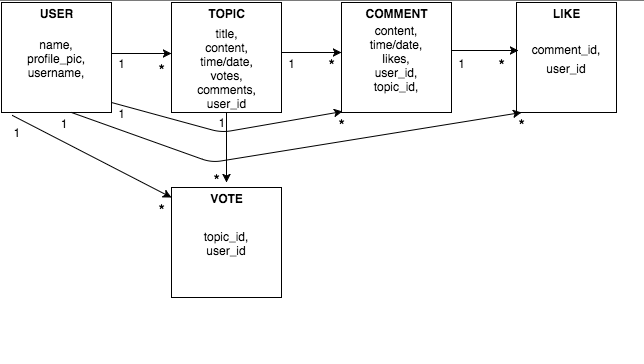 USER
name,
profile_pic,
username,
TOPIC
title,
content,
time/date,
votes,
comments,
user_id
COMMENT
content,
time/date,
likes,
user_id,
topic_id,
LIKE
comment_id,
user_id
1
*
1
*
1
*
1
1
1
1
*
*
*
*
VOTE
topic_id,
user_id